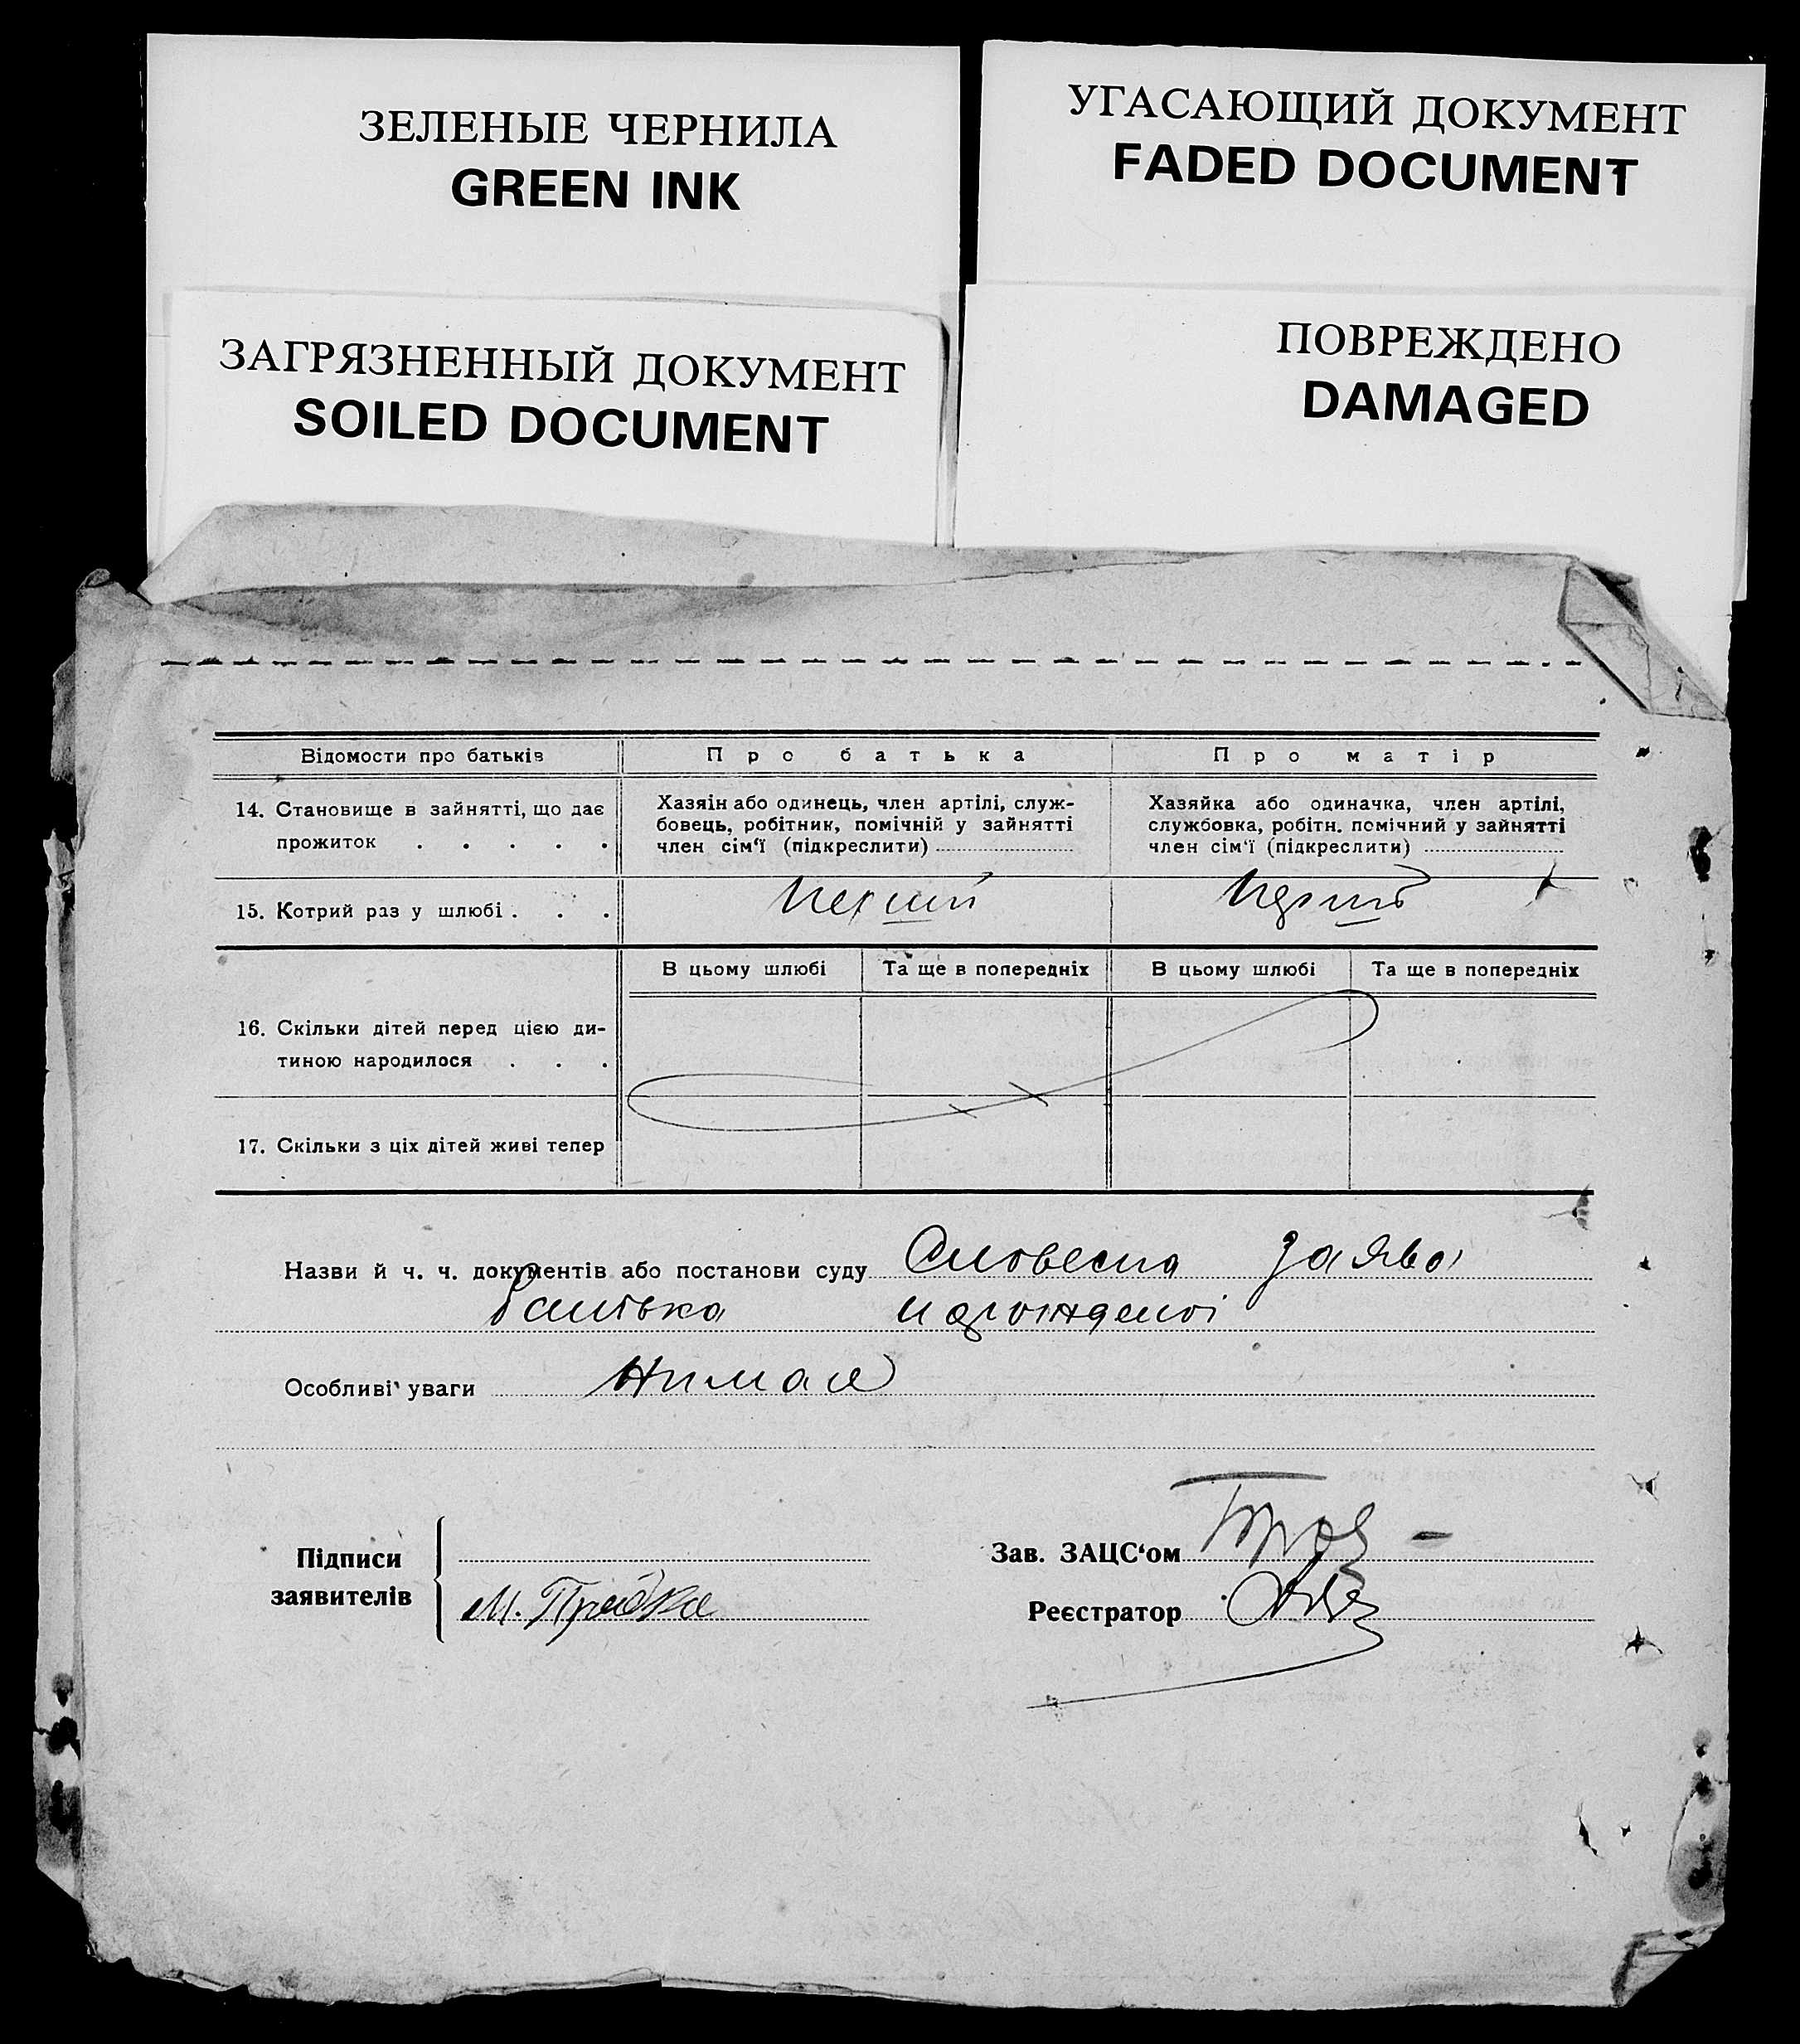 ЗЕЛЕНЫЕ ЧЕРНИЛА
GREEN INK
УГАСАЮЩИЙ ДОКУМЕНТ
FADED DOCUMENT
ЗАГРЯЗНЕННЫЙ ДОКУМЕНТ
SOILED DOCUMENT
ПОВРЕЖДЕНО
DAMAGED
Відомости про батьків
Про батька
Про матір
14. Становище в зайнятті, що дає
прожиток . . . . .
Хазяін або одинець, член артілі, служ-
бовець, робітник, помічній у зайнятті
член сім'ї (підкреслити)
Хазяйка або одиначка, член артілі,
службовка, робітн. помічний у зайнятті
член сім'ї (підкреслити)
15. Котрий раз у шлюбі . . .
Перший
Перший
В цьому шлюбі
Та ще в попередніх
В цьому шлюбі
Та ще в попередніх
16. Скільки дітей перед цією ди-
тиною народилося . . .
17. Скільки з ціх дітей живі тепер
Назви й ч. ч. документів або постанови суду Словесна заява
батька
Особливі уваги Нимає
Підписи
заявителів
М.
Зав. ЗАЦС'ом
Реєстратор